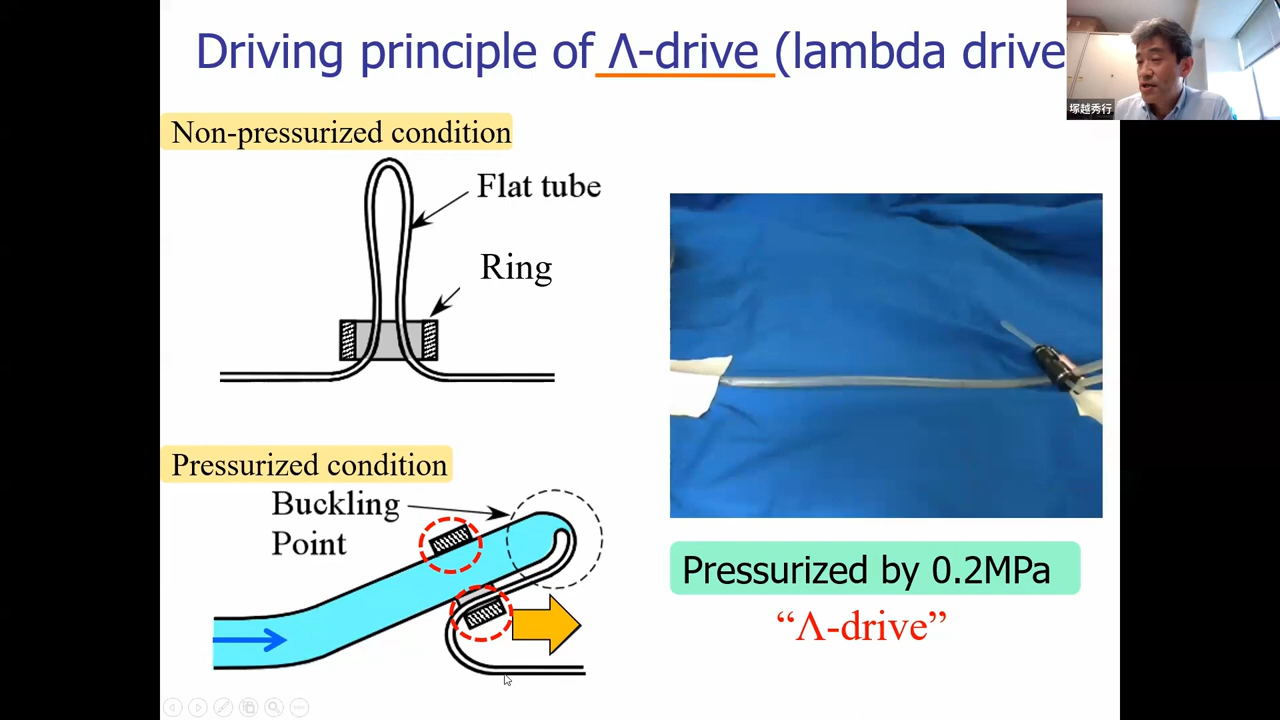 Driving principle of Λ-drive (lambda drive
塚越秀行
Non-pressurized condition
Flat tube
Ring
Pressurized condition
Buckling
Point
Pressurized by 0.2MPa
“Λ-drive”